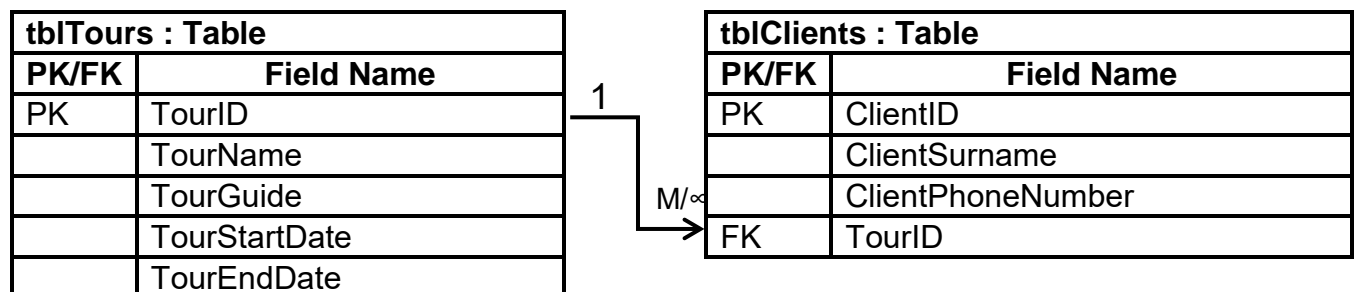 tblTours : Table
PK/FK Field Name
PK TourID
TourName
TourGuide
TourStartDate
TourEndDate
1
M/∞
tblClients : Table
PK/FK Field Name
PK ClientID
ClientSurname
ClientPhoneNumber
FK TourID